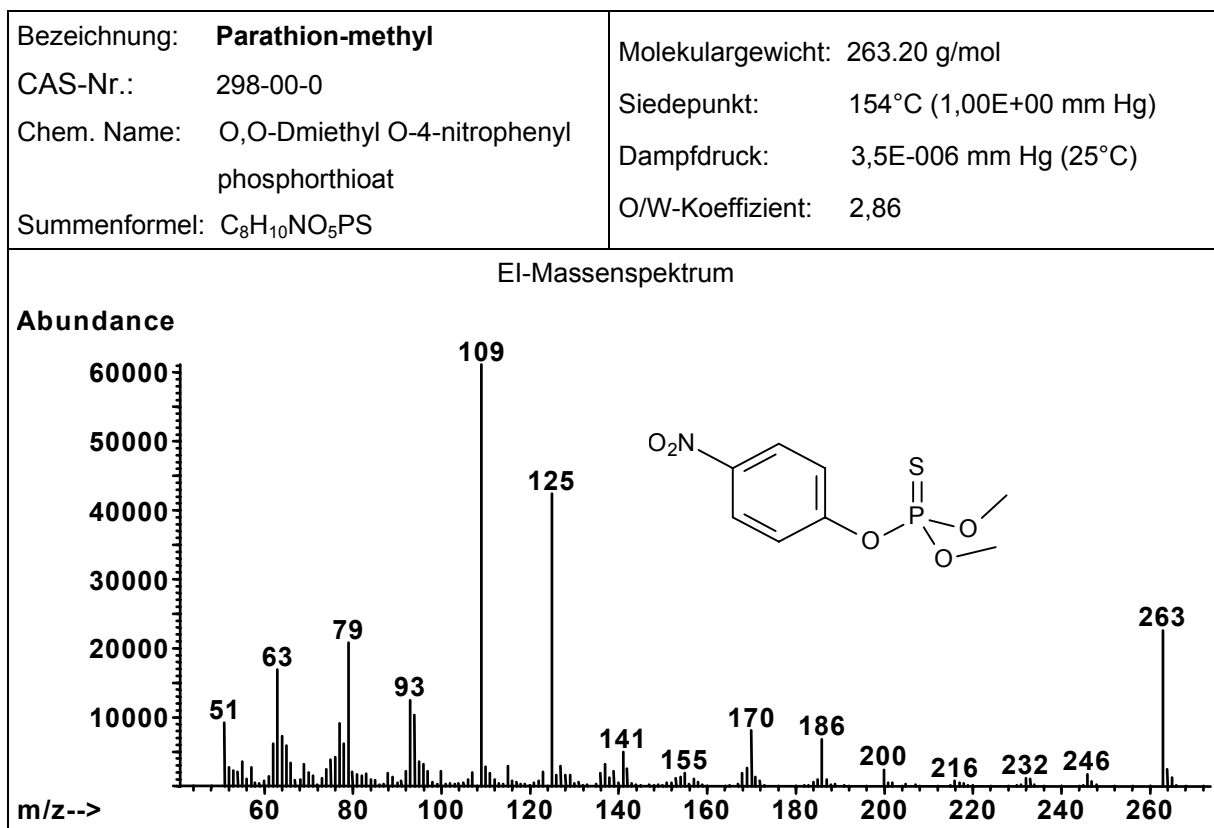 Bezeichnung: Parathion-methyl
CAS-Nr.: 298-00-0
Chem. Name: O,O-Dmiethyl O-4-nitrophenyl
phosphorthioat
Summenformel: C₈H₁₀NO₅PS
Molekulargewicht: 263.20 g/mol
Siedepunkt: 154°C (1,00E+00 mm Hg)
Dampfdruck: 3,5E-006 mm Hg (25°C)
O/W-Koeffizient: 2,86
EI-Massenspektrum
Abundance
60000
50000
40000
30000
20000
10000
51
63
79
93
109
125
141
155
170
186
200
216
232
246
263
O₂N
S
P
O
O
O
m/z-->
60 80 100 120 140 160 180 200 220 240 260